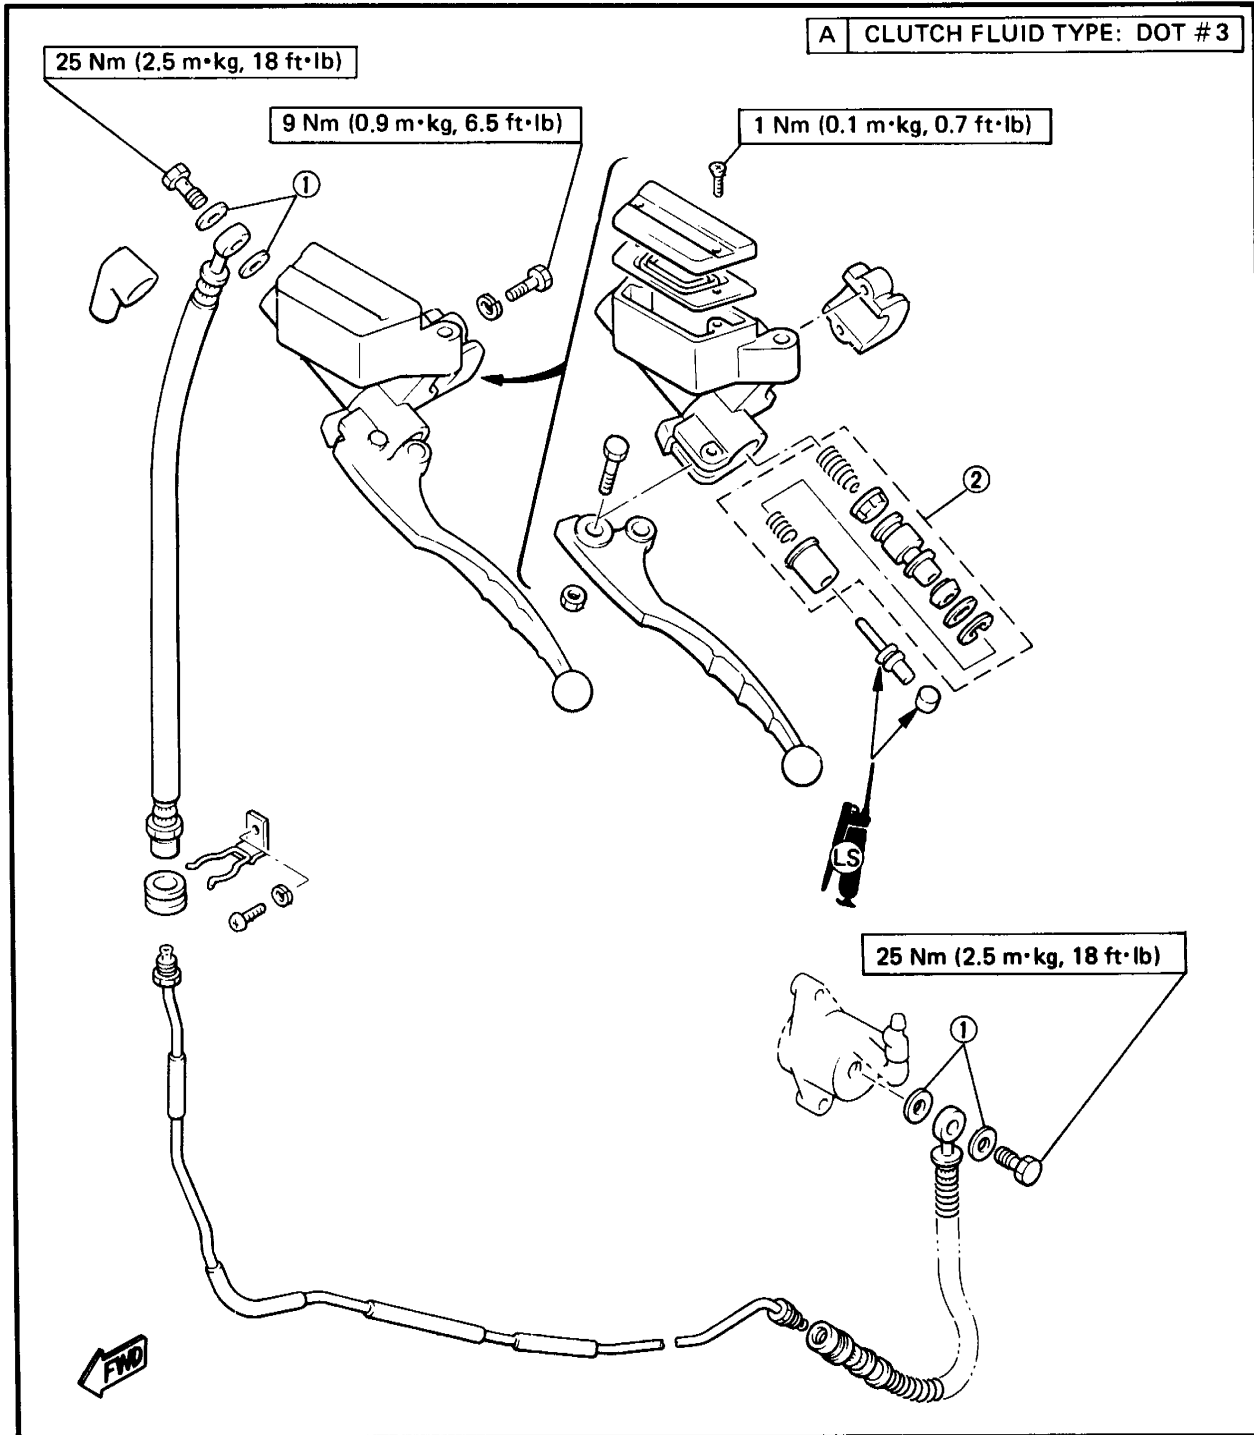 A CLUTCH FLUID TYPE: DOT #3
25 Nm (2.5 m·kg, 18 ft·lb)
9 Nm (0.9 m·kg, 6.5 ft·lb)
1 Nm (0.1 m·kg, 0.7 ft·lb)
1
2
LS
25 Nm (2.5 m·kg, 18 ft·lb)
1
FWD